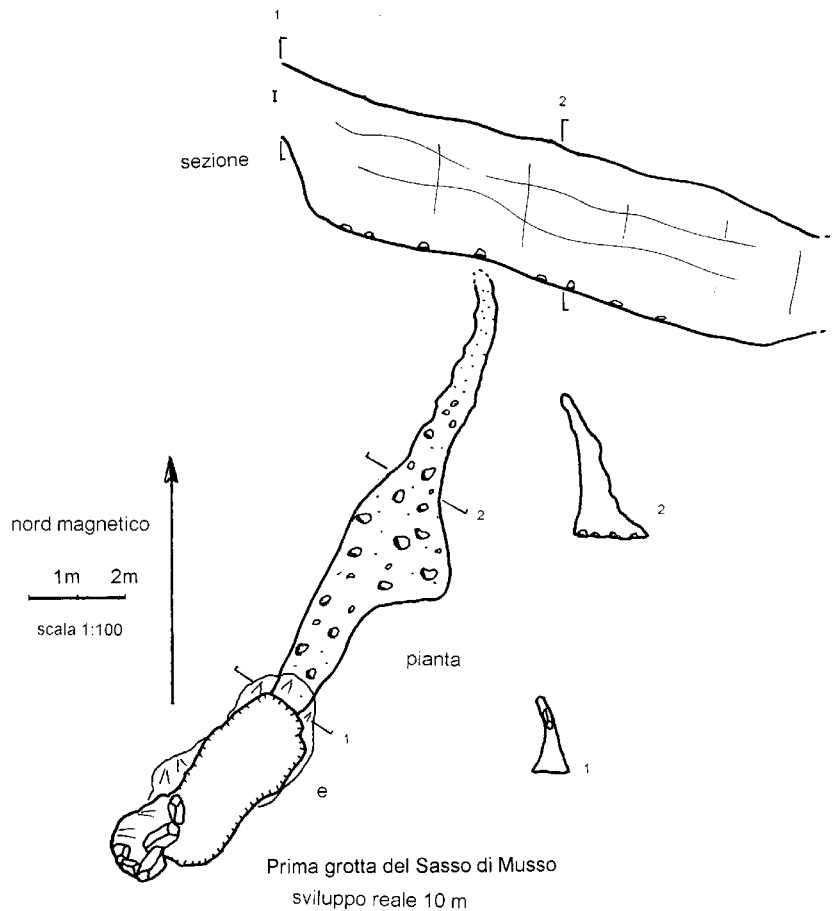 1
I
2
sezione
2
nord magnetico
2
1m 2m
scala 1:100
pianta
1
1
e
Prima grotta del Sasso di Musso
sviluppo reale 10 m